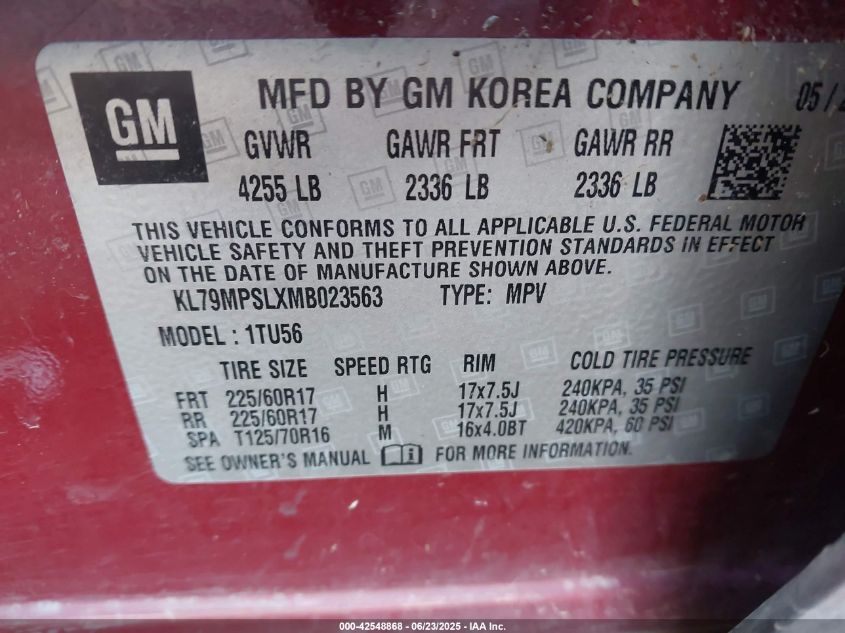 GM
MFD BY GM KOREA COMPANY 05/2
GVWR GAWR FRT GAWR RR
4255 LB 2336 LB 2336 LB
THIS VEHICLE CONFORMS TO ALL APPLICABLE U.S. FEDERAL MOTOR
VEHICLE SAFETY AND THEFT PREVENTION STANDARDS IN EFFECT
ON THE DATE OF MANUFACTURE SHOWN ABOVE.
KL79MPSLXMB023563 TYPE: MPV
MODEL: 1TU56
TIRE SIZE SPEED RTG RIM COLD TIRE PRESSURE
FRT 225/60R17 H 17x7.5J 240KPA, 35 PSI
RR 225/60R17 H 17x7.5J 240KPA, 35 PSI
SPA T125/70R16 M 16x4.0BT 420KPA, 60 PSI
SEE OWNER'S MANUAL FOR MORE INFORMATION.
000-42548868 - 06/23/2025 - IAA Inc.